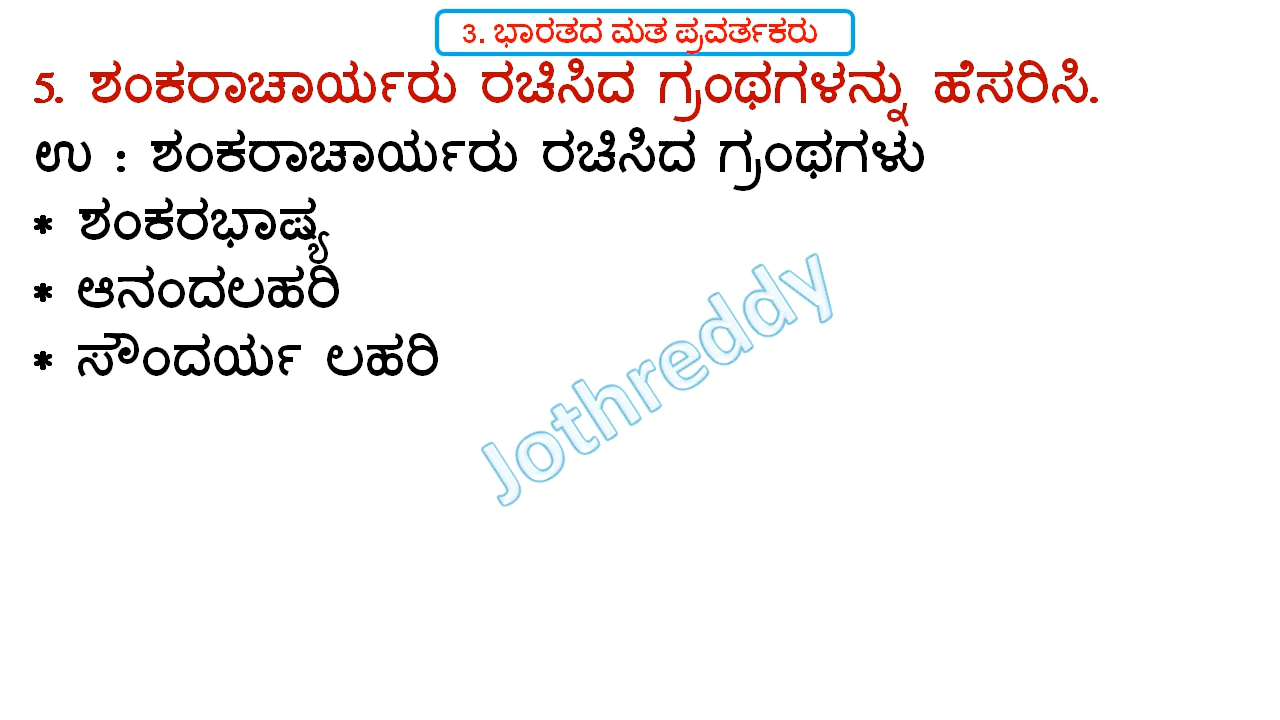 3. ಭಾರತದ ಮತ ಪ್ರವರ್ತಕರು
5. ಶಂಕರಾಚಾರ್ಯರು ರಚಿಸಿದ ಗ್ರಂಥಗಳನ್ನು ಹೆಸರಿಸಿ.
ಉ : ಶಂಕರಾಚಾರ್ಯರು ರಚಿಸಿದ ಗ್ರಂಥಗಳು
* ಶಂಕರಭಾಷ್ಯ
* ಆನಂದಲಹರಿ
* ಸೌಂದರ್ಯ ಲಹರಿ
Jothreddy